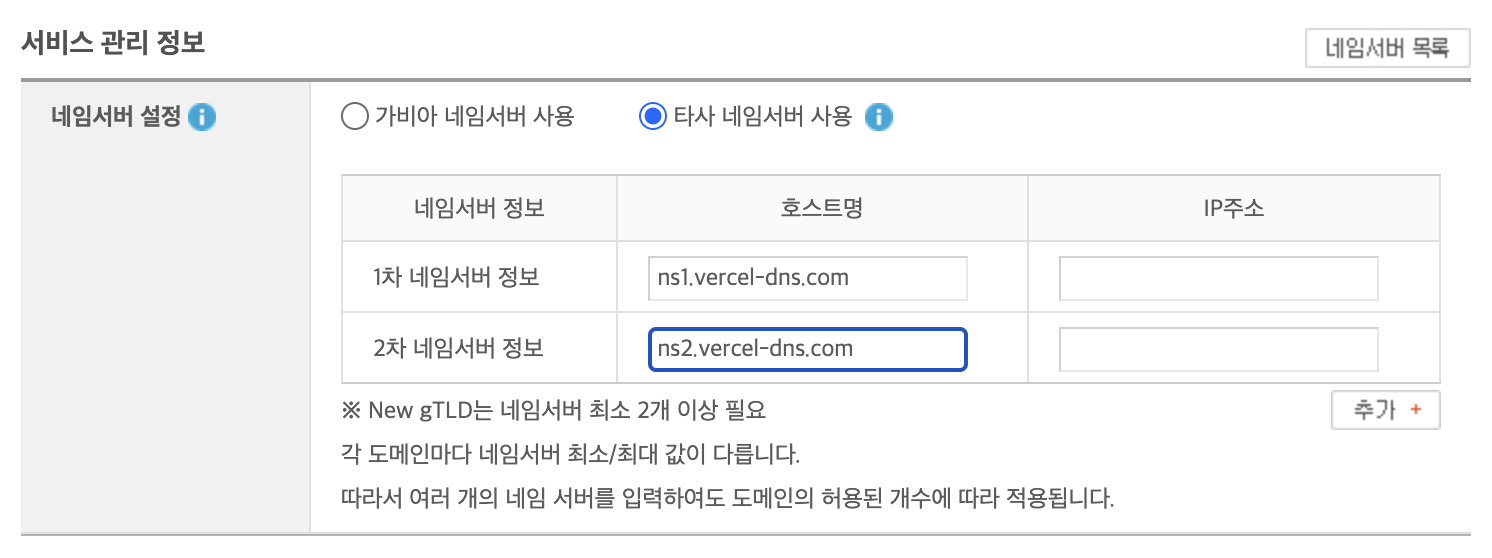 서비스 관리 정보
네임서버 목록
네임서버 설정
가비아 네임서버 사용
타사 네임서버 사용
네임서버 정보
호스트명
IP주소
1차 네임서버 정보
ns1.vercel-dns.com
2차 네임서버 정보
ns2.vercel-dns.com
※ New gTLD는 네임서버 최소 2개 이상 필요
추가 +
각 도메인마다 네임서버 최소/최대 값이 다릅니다.
따라서 여러 개의 네임 서버를 입력하여도 도메인의 허용된 개수에 따라 적용됩니다.